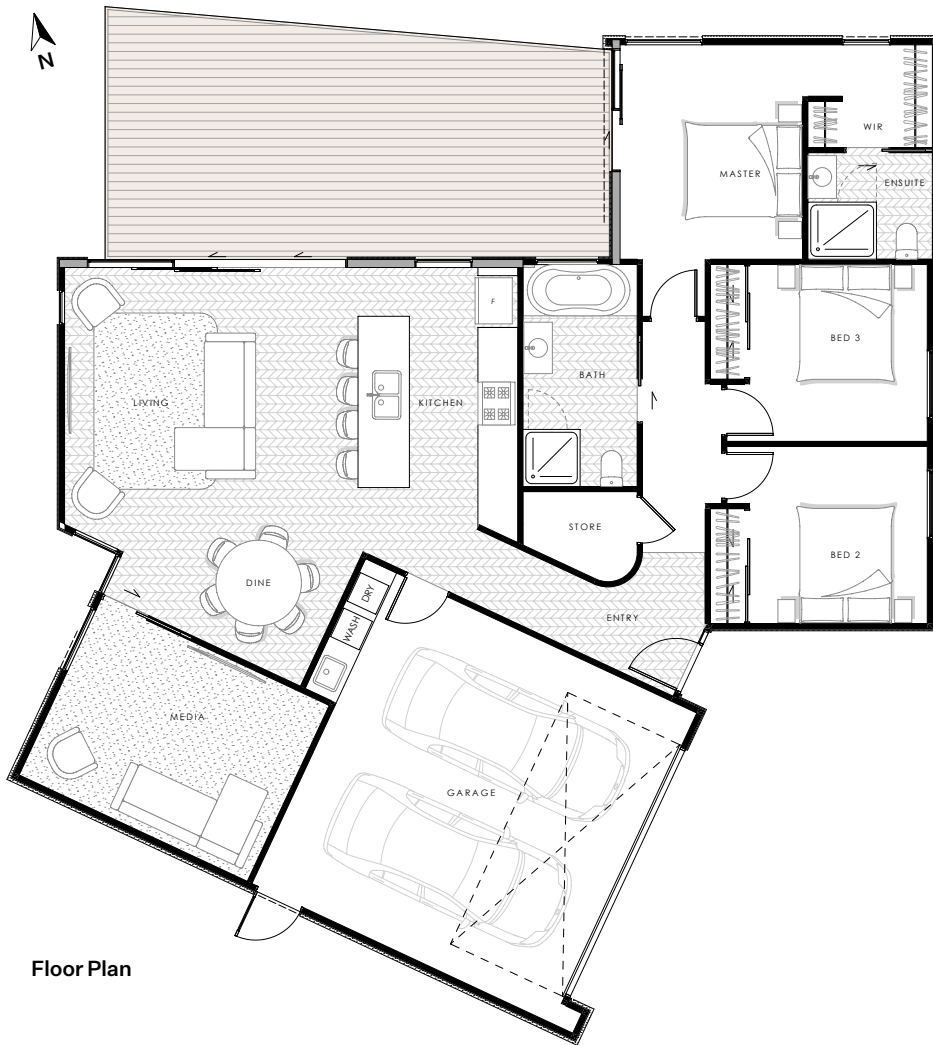 N
WIR
MASTER
ENSUITE
F
BED 3
BATH
LIVING
KITCHEN
STORE
BED 2
DINE
DRY
WASH
ENTRY
MEDIA
GARAGE
Floor Plan